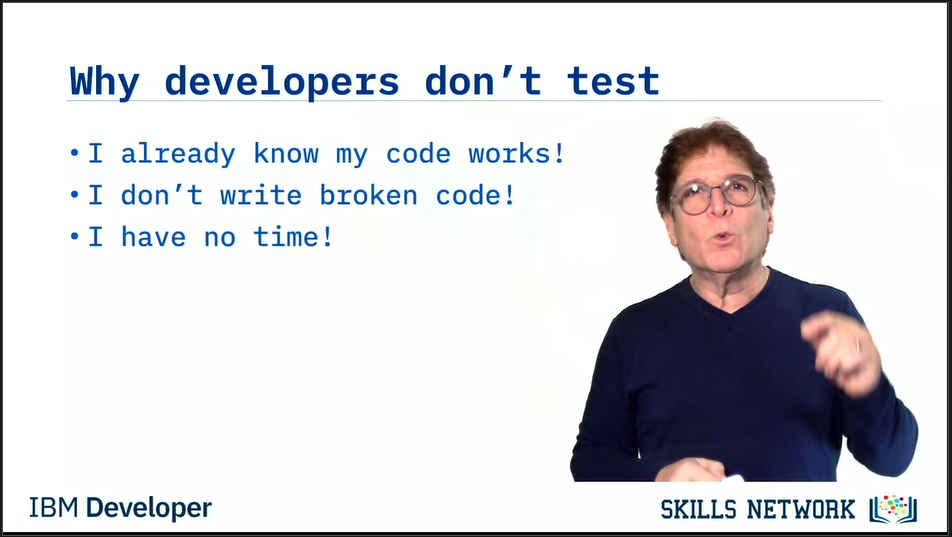 Why developers don’t test
• I already know my code works!
• I don’t write broken code!
• I have no time!
IBM Developer
SKILLS NETWORK